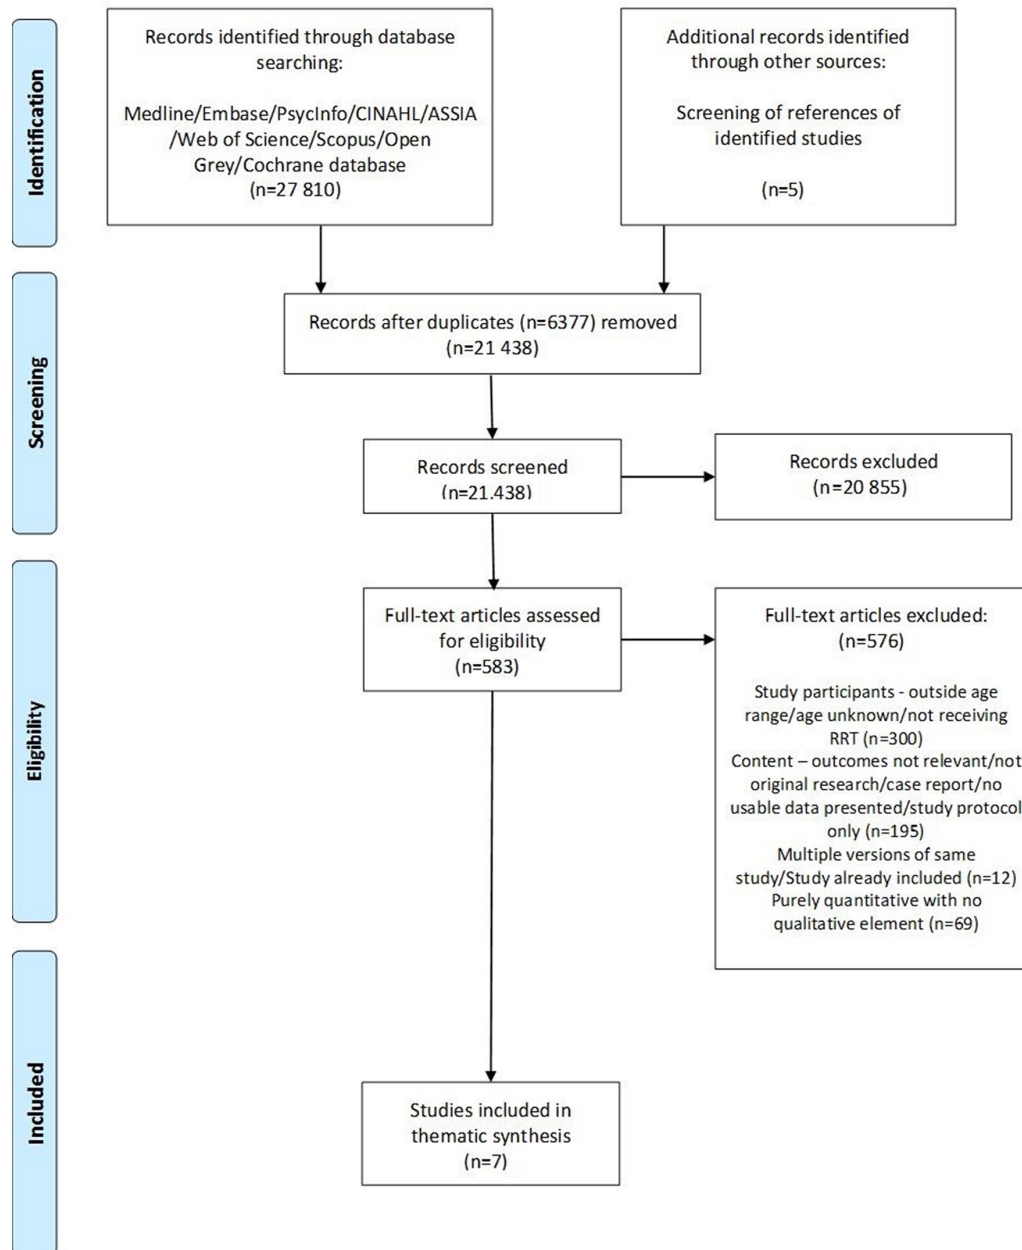 Identification
Records identified through database
searching:
Medline/Embase/PsycInfo/CINAHL/ASSIA
/Web of Science/Scopus/Open
Grey/Cochrane database
(n=27 810)
Additional records identified
through other sources:
Screening of references of
identified studies
(n=5)
Screening
Records after duplicates (n=6377) removed
(n=21 438)
Records screened
(n=21.438)
Records excluded
(n=20 855)
Eligibility
Full-text articles assessed
for eligibility
(n=583)
Full-text articles excluded:
(n=576)
Study participants - outside age
range/age unknown/not receiving
RRT (n=300)
Content – outcomes not relevant/not
original research/case report/no
usable data presented/study protocol
only (n=195)
Multiple versions of same
study/Study already included (n=12)
Purely quantitative with no
qualitative element (n=69)
Included
Studies included in
thematic synthesis
(n=7)